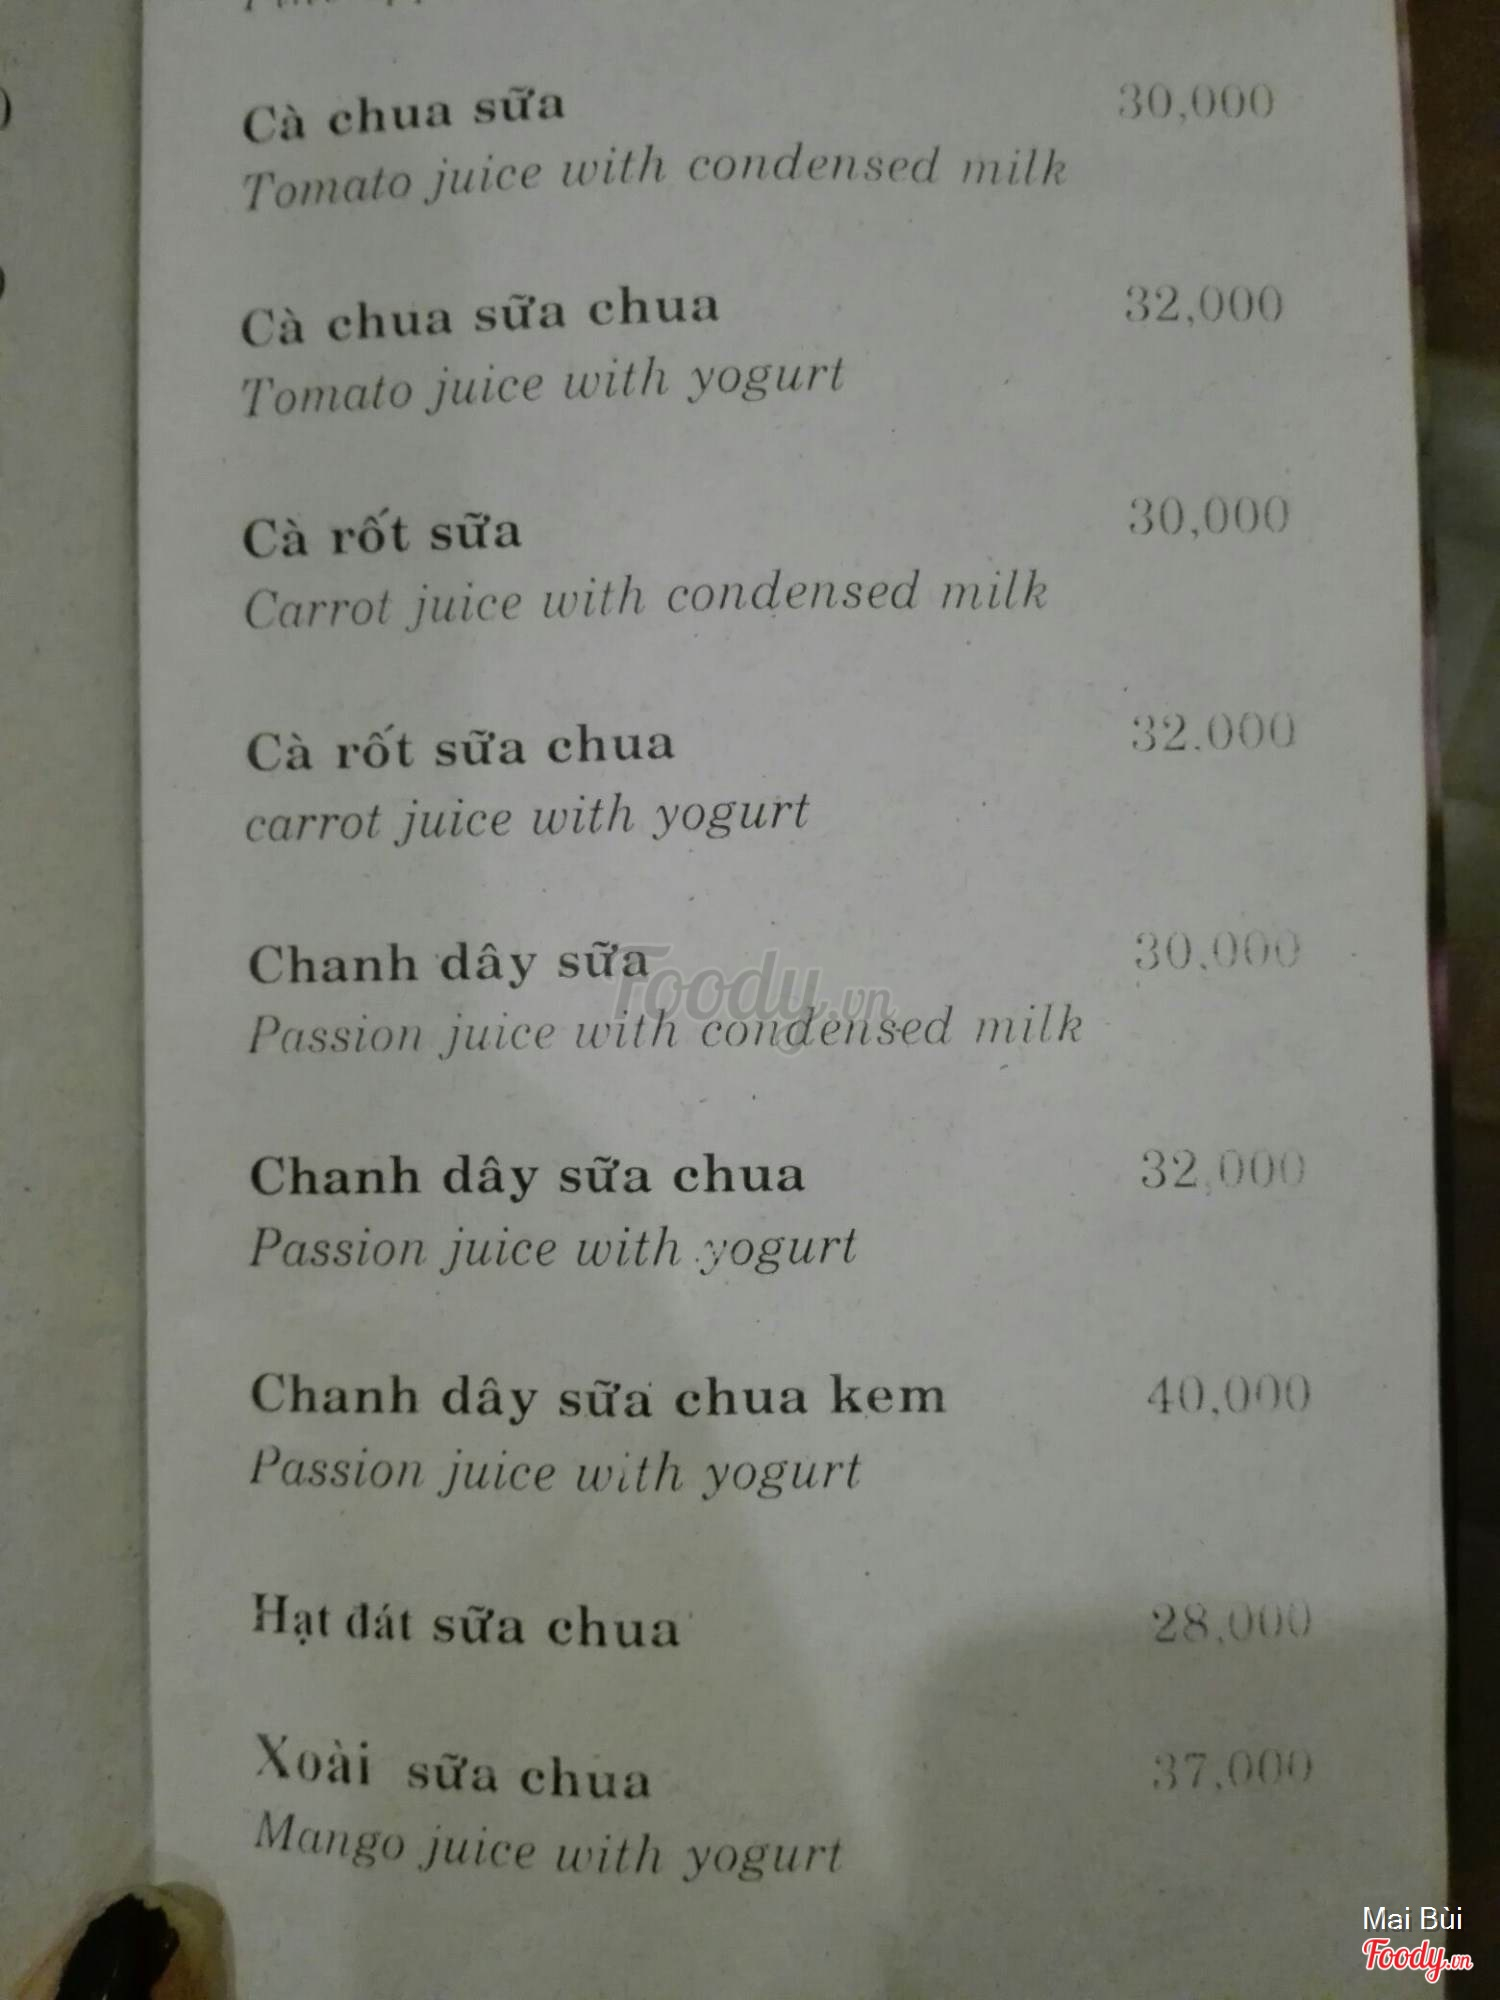 Cà chua sữa 30,000
Tomato juice with condensed milk
Cà chua sữa chua 32,000
Tomato juice with yogurt
Cà rốt sữa 30,000
Carrot juice with condensed milk
Cà rốt sữa chua 32.000
carrot juice with yogurt
Chanh dây sữa 30,000
Foody.vn
Passion juice with condensed milk
Chanh dây sữa chua 32,000
Passion juice with yogurt
Chanh dây sữa chua kem 40,000
Passion juice with yogurt
Hạt đát sữa chua 28,000
Xoài sữa chua 37,000
Mango juice with yogurt
Mai Bùi
Foody.vn